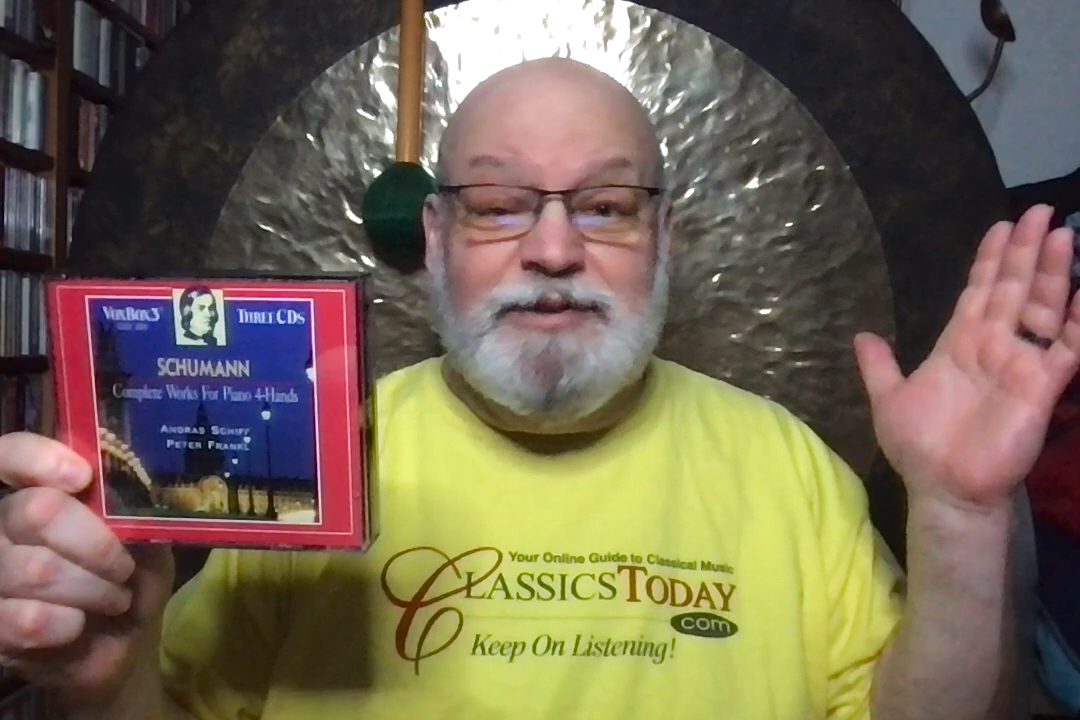 VOXBOX3
THREE CDS
SCHUMANN
Complete Works For Piano 4-Hands
ANDRAS SCHIFF
PETER FRANKL
Your Online Guide to Classical Music
CLASSICSTODAY
com
Keep On Listening!